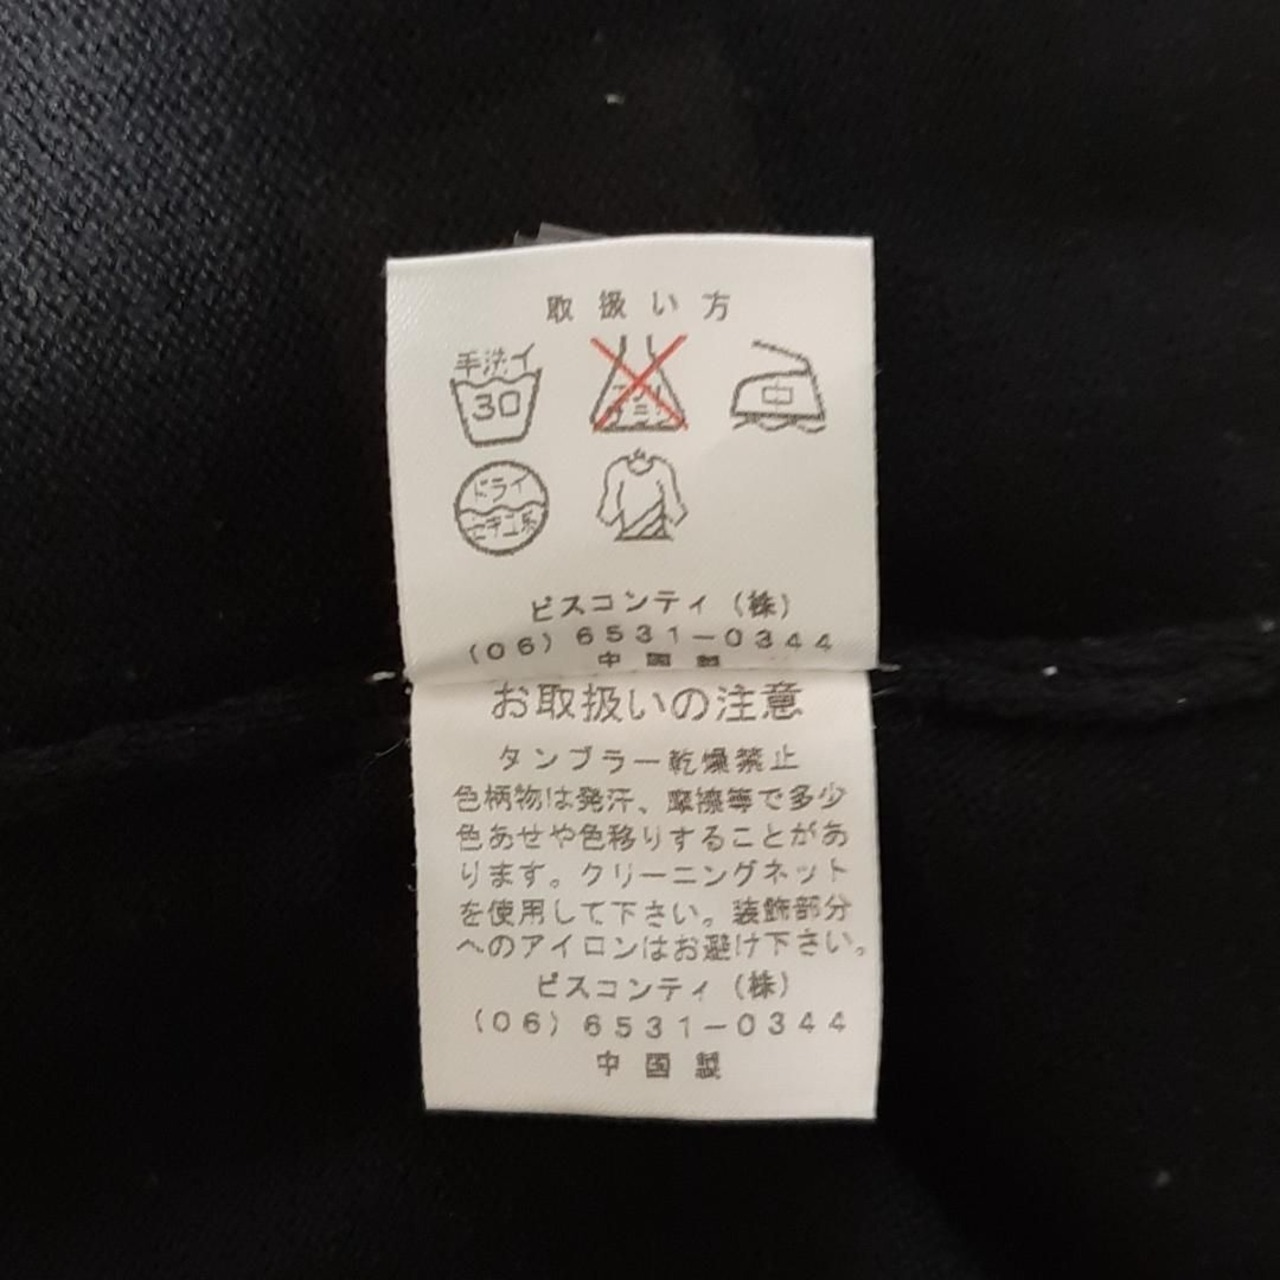 取扱い方
手洗イ
30
中
ドライ
セキユ系
ビスコンティ（株）
（０６）６５３１－０３４４
中国製
お取扱いの注意
タンブラー乾燥禁止
色柄物は発汗、摩擦等で多少
色あせや色移りすることがあ
ります。クリーニングネット
を使用して下さい。装飾部分
へのアイロンはお避け下さい。
ビスコンティ（株）
（０６）６５３１－０３４４
中国製